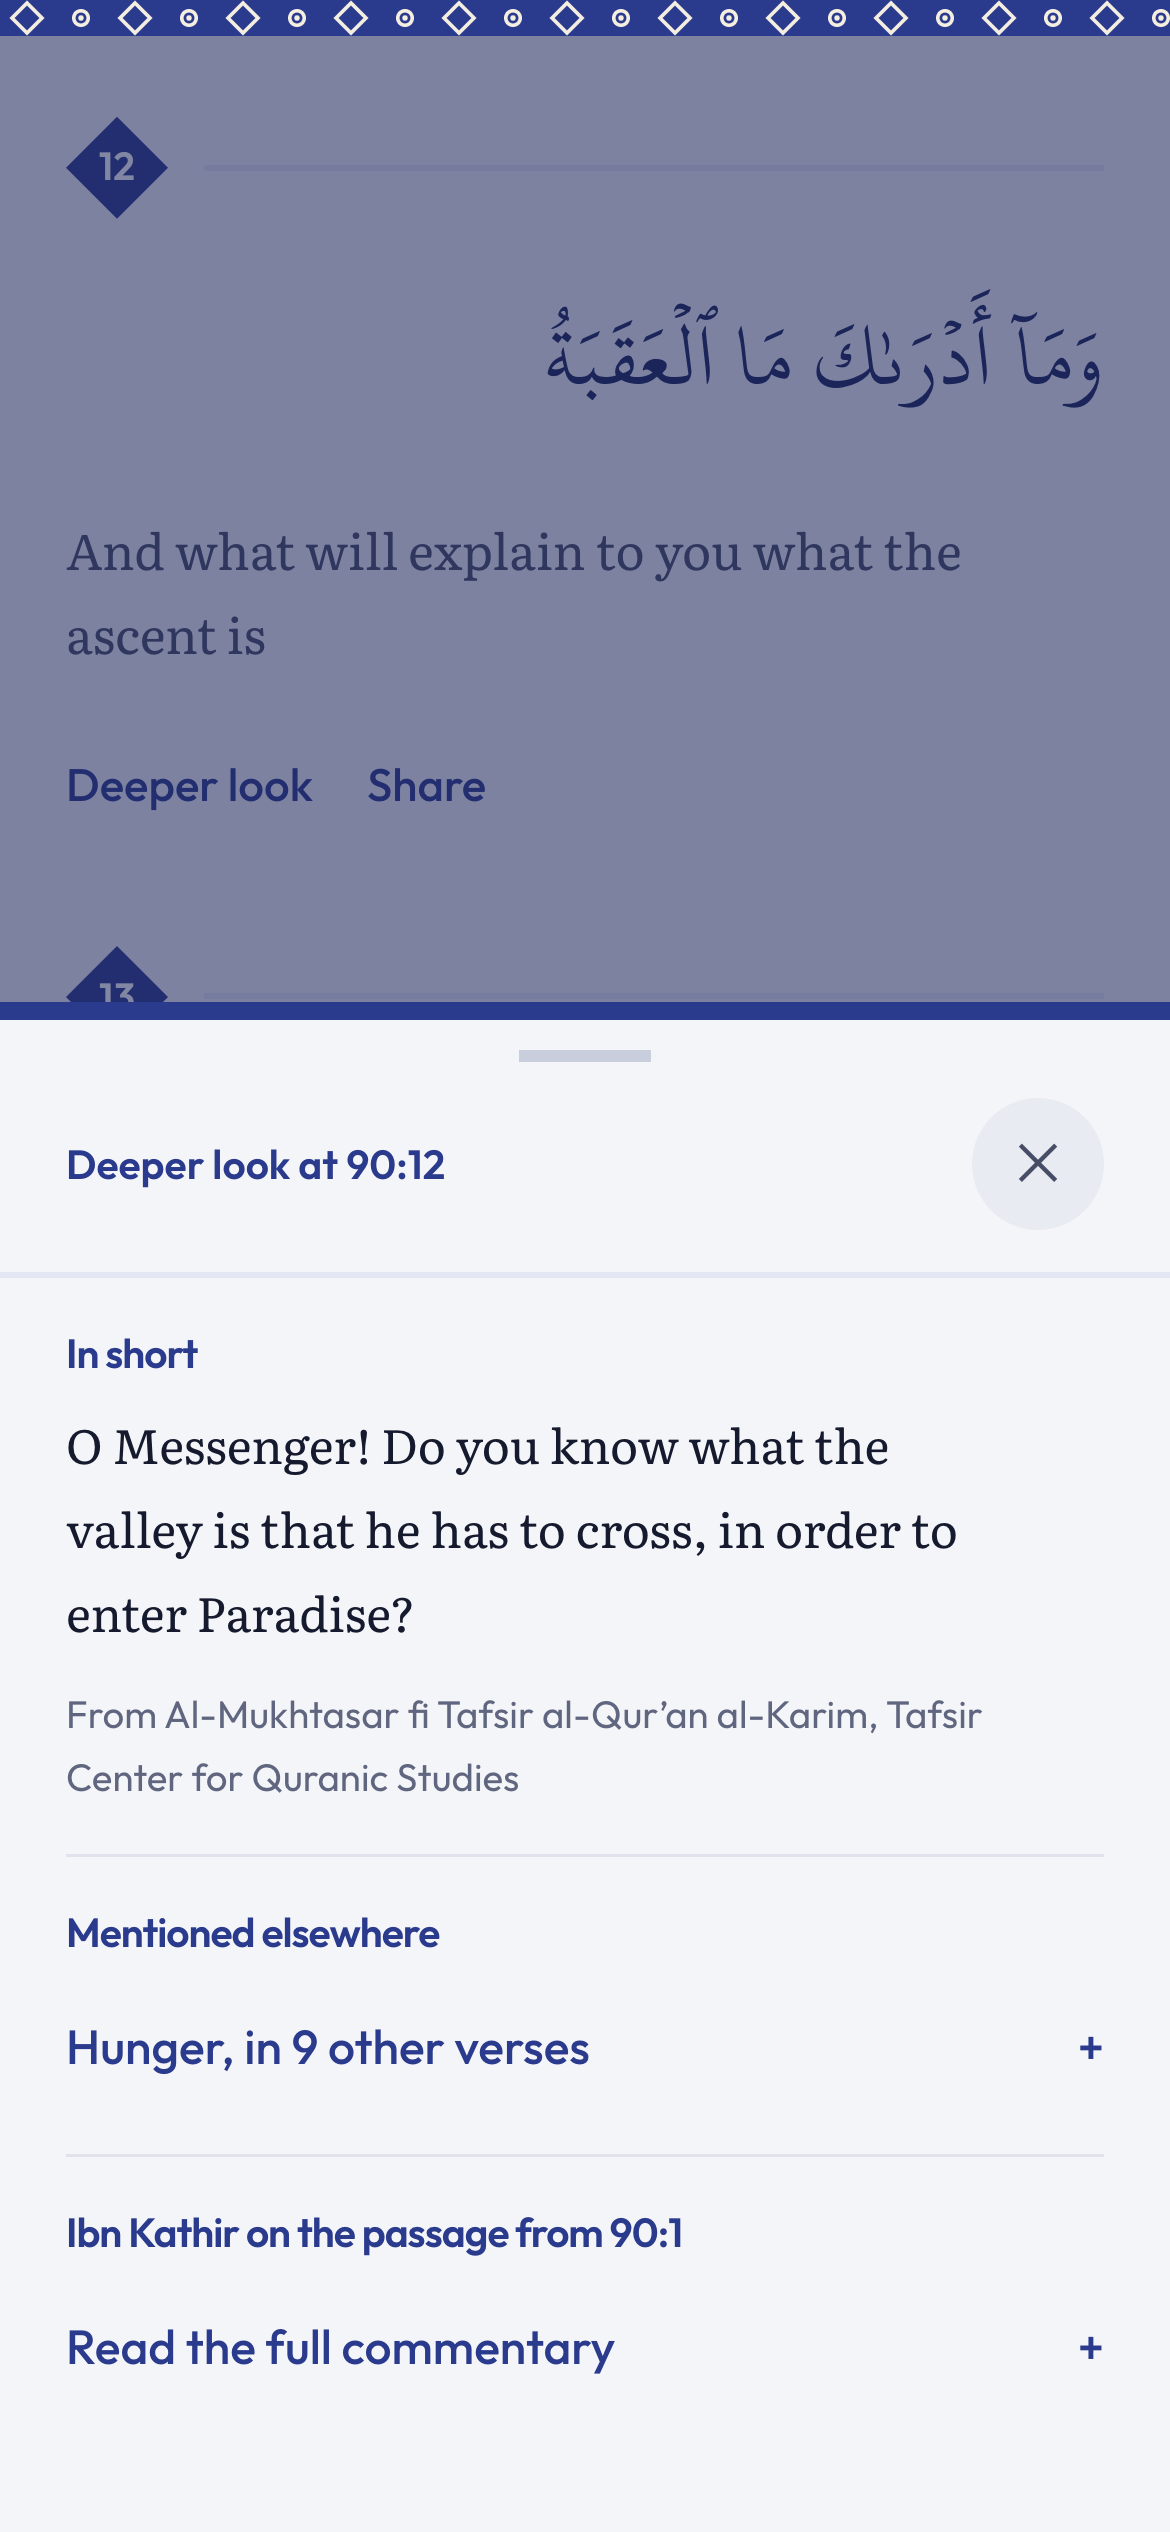 12
وَمَآ أَدۡرَىٰكَ مَا ٱلۡعَقَبَةُ
And what will explain to you what the
ascent is
Deeper look Share
13
Deeper look at 90:12
In short
O Messenger! Do you know what the
valley is that he has to cross, in order to
enter Paradise?
From Al-Mukhtasar fi Tafsir al-Qur’an al-Karim, Tafsir
Center for Quranic Studies
Mentioned elsewhere
Hunger, in 9 other verses +
Ibn Kathir on the passage from 90:1
Read the full commentary +